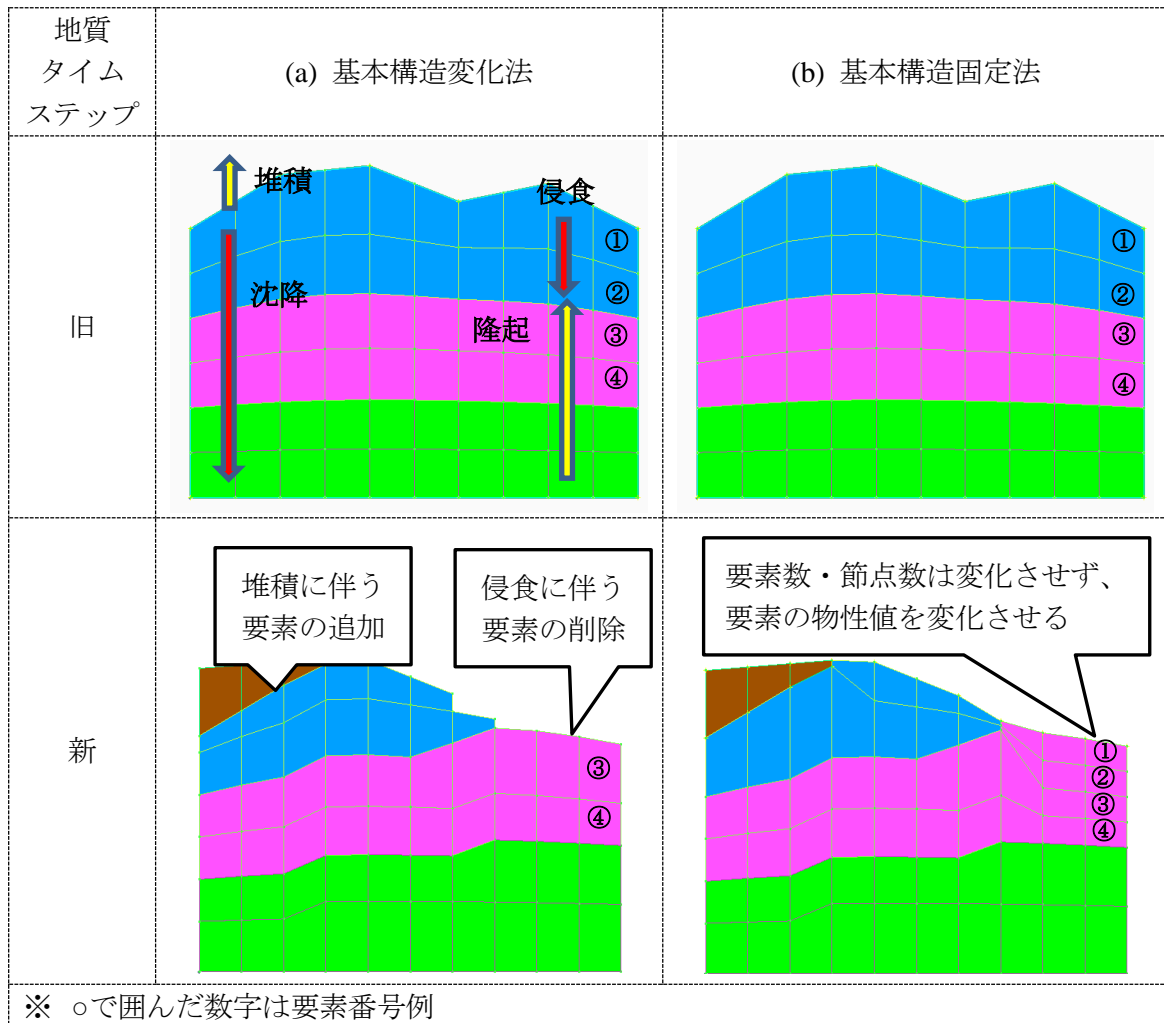 地質
タイム
ステップ
(a) 基本構造変化法
(b) 基本構造固定法
旧
堆積
沈降
侵食
隆起
①
②
③
④
①
②
③
④
新
堆積に伴う
要素の追加
侵食に伴う
要素の削除
③
④
要素数・節点数は変化させず、
要素の物性値を変化させる
①
②
③
④
※ ○で囲んだ数字は要素番号例